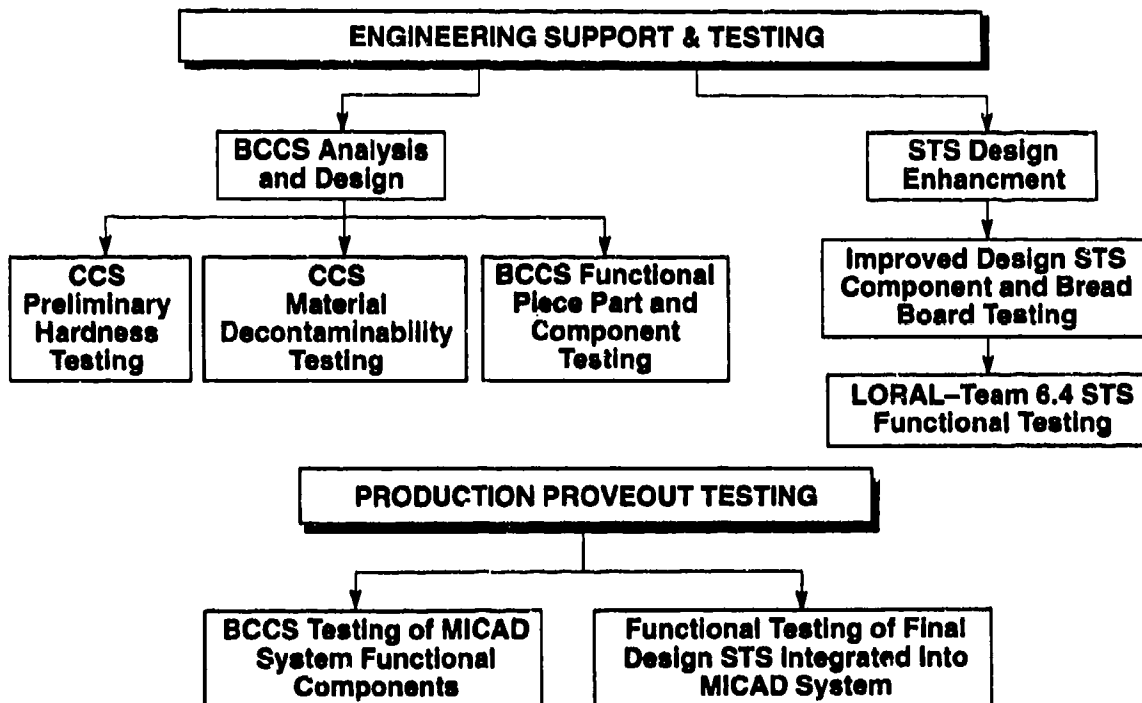 ENGINEERING SUPPORT & TESTING
BCCS Analysis
and Design
STS Design
Enhancment
CCS
Preliminary
Hardness
Testing
CCS
Material
Decontaminability
Testing
BCCS Functional
Piece Part and
Component
Testing
Improved Design STS
Component and Bread
Board Testing
LORAL–Team 6.4 STS
Functional Testing
PRODUCTION PROVEOUT TESTING
BCCS Testing of MICAD
System Functional
Components
Functional Testing of Final
Design STS Integrated Into
MICAD System